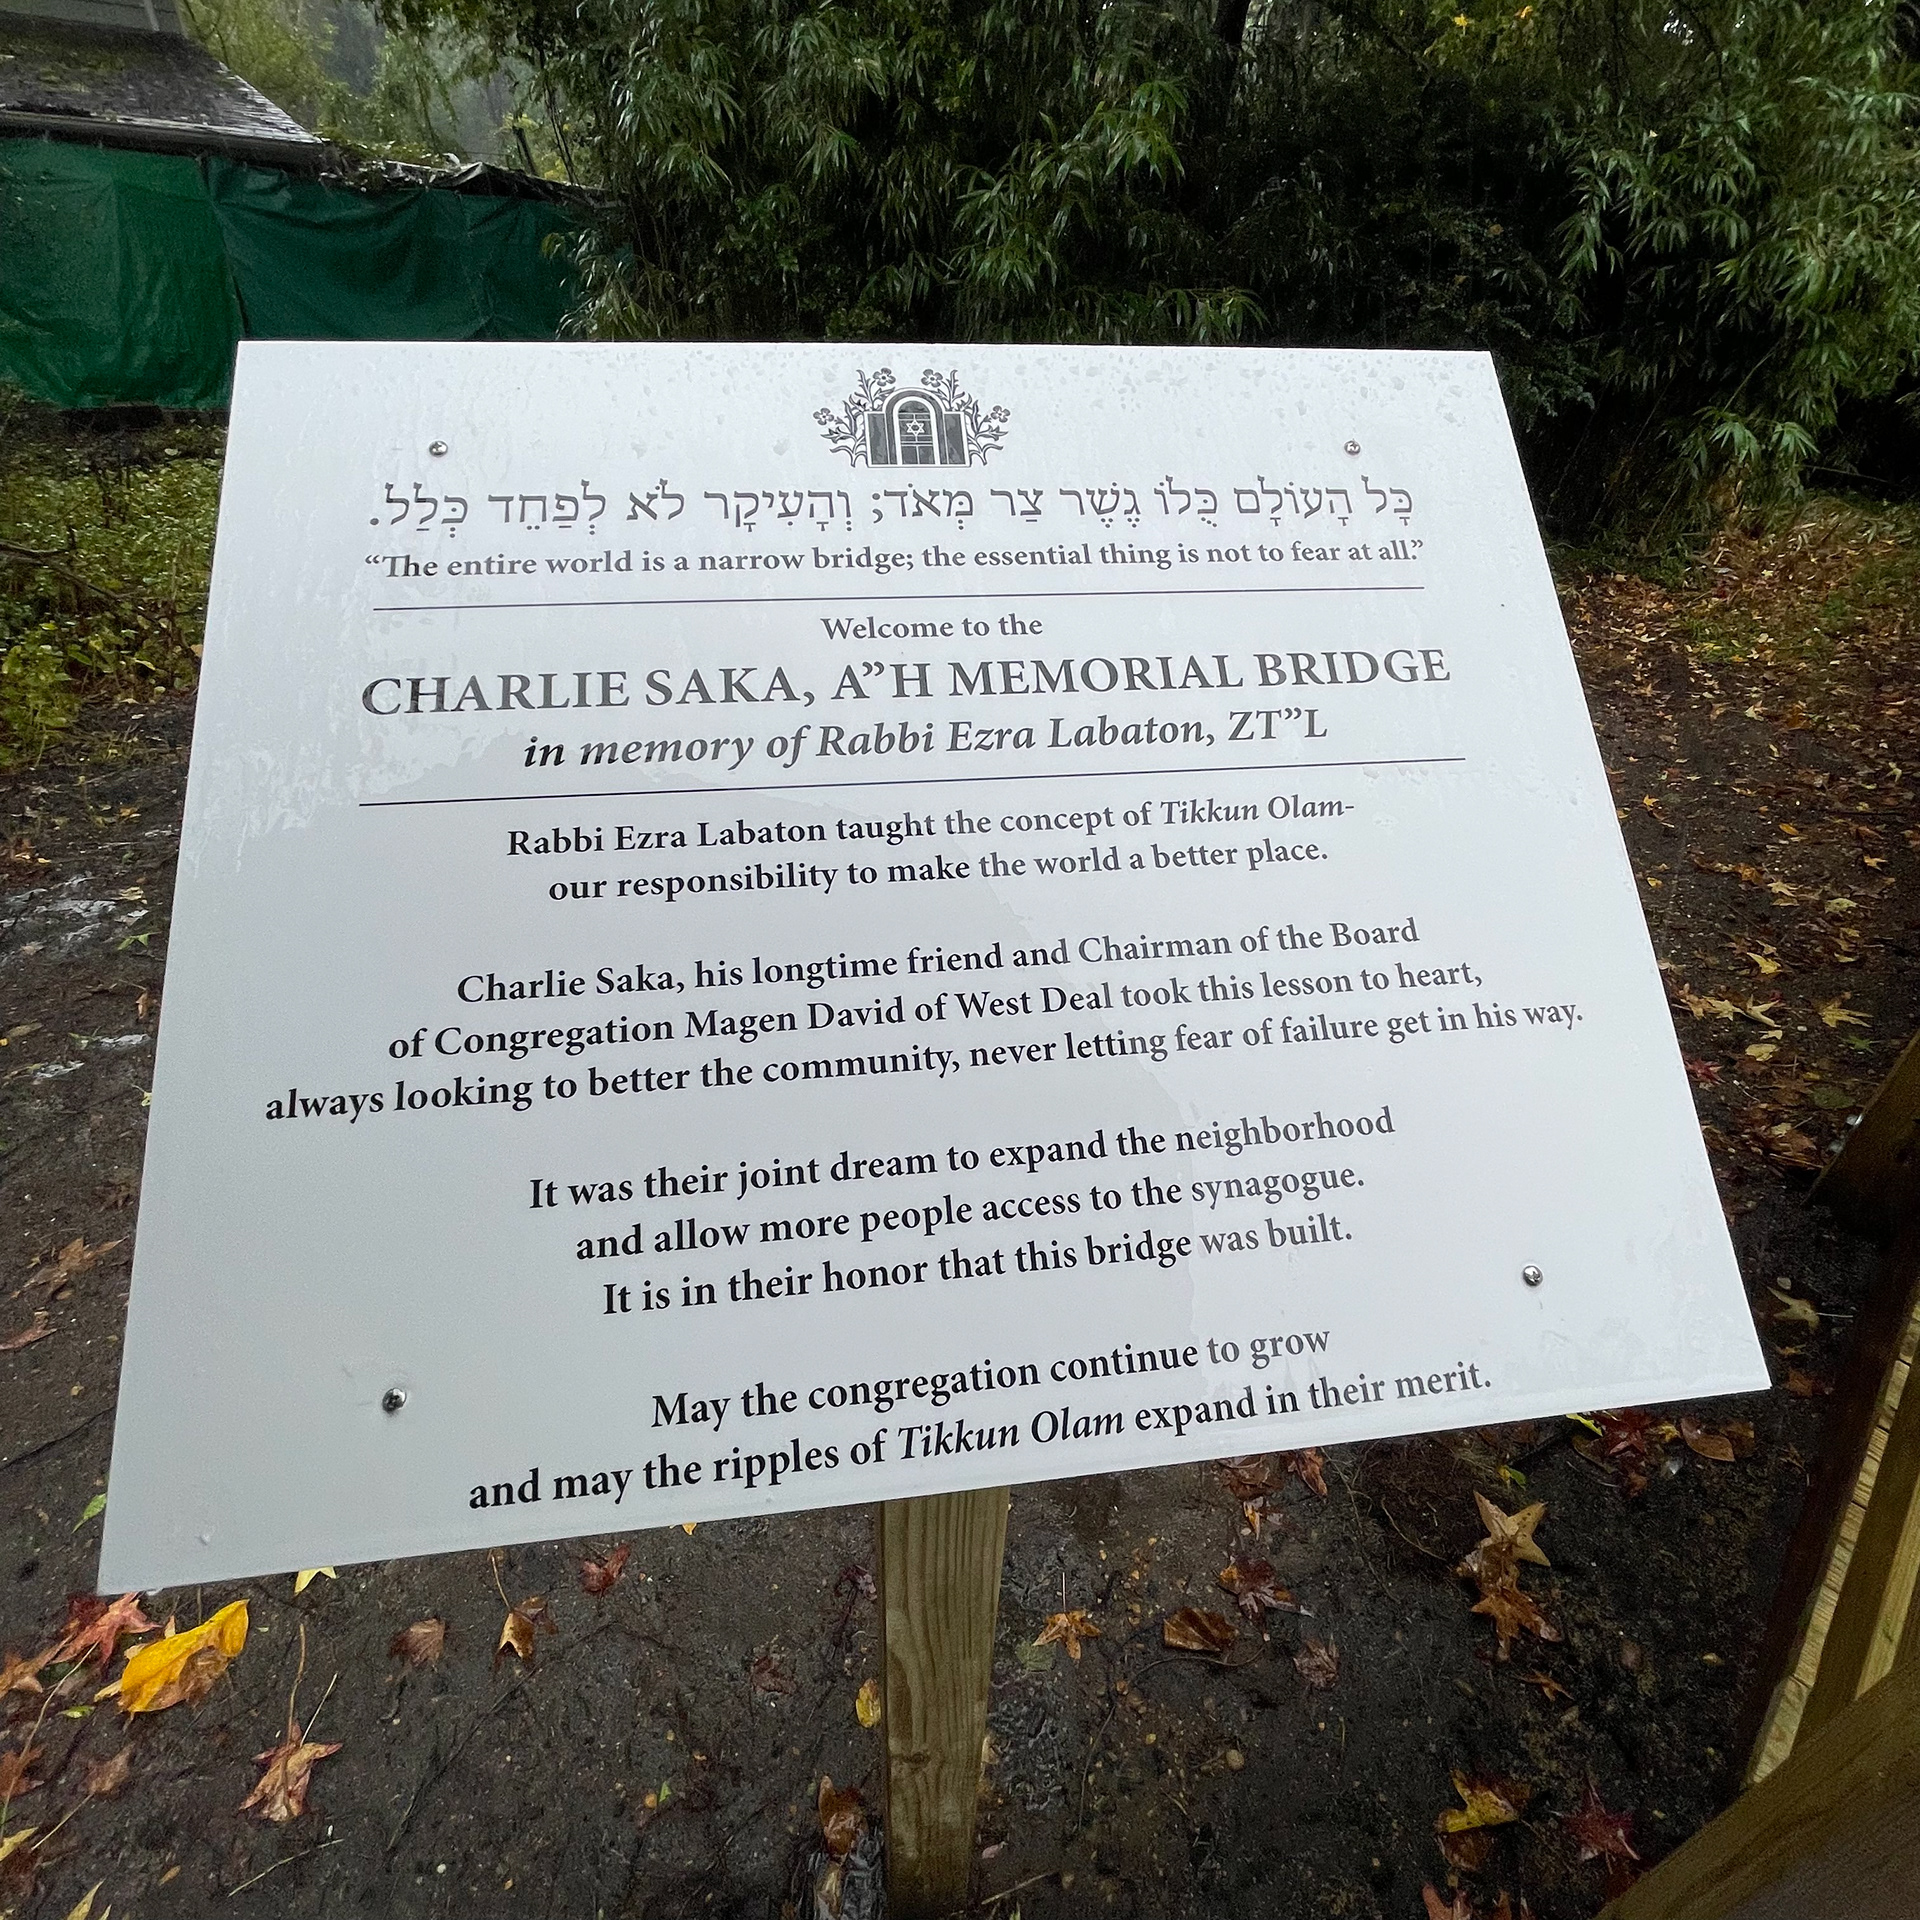 כָּל הָעוֹלָם כֻּלוֹ גֶשֶׁר צַר מְּאֹד; וְהָעִיקָר לֹא לְפַחֵד כְּלַל.
“The entire world is a narrow bridge; the essential thing is not to fear at all.”
Welcome to the
CHARLIE SAKA, A”H MEMORIAL BRIDGE
in memory of Rabbi Ezra Labaton, ZT”L
Rabbi Ezra Labaton taught the concept of Tikkun Olam-
our responsibility to make the world a better place.
Charlie Saka, his longtime friend and Chairman of the Board
of Congregation Magen David of West Deal took this lesson to heart,
always looking to better the community, never letting fear of failure get in his way.
It was their joint dream to expand the neighborhood
and allow more people access to the synagogue.
It is in their honor that this bridge was built.
May the congregation continue to grow
and may the ripples of Tikkun Olam expand in their merit.